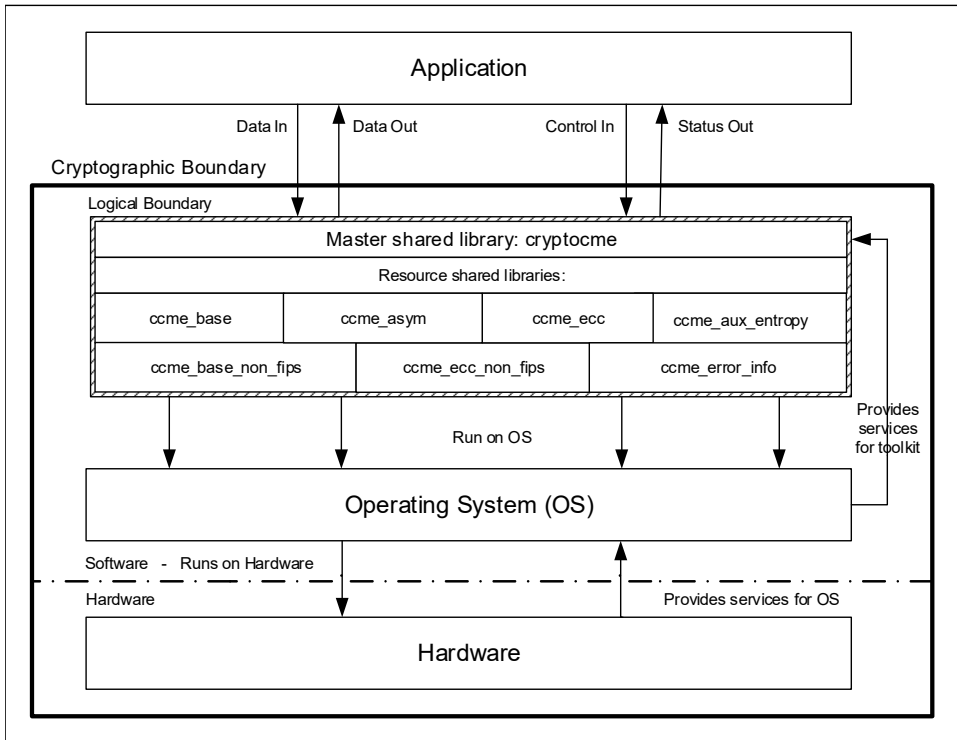 Application
Data In
Data Out
Control In
Status Out
Cryptographic Boundary
Logical Boundary
Master shared library: cryptocme
Resource shared libraries:
ccme_base
ccme_asym
ccme_ecc
ccme_aux_entropy
ccme_base_non_fips
ccme_ecc_non_fips
ccme_error_info
Run on OS
Provides
services
for toolkit
Operating System (OS)
Software - Runs on Hardware
Hardware
Provides services for OS
Hardware